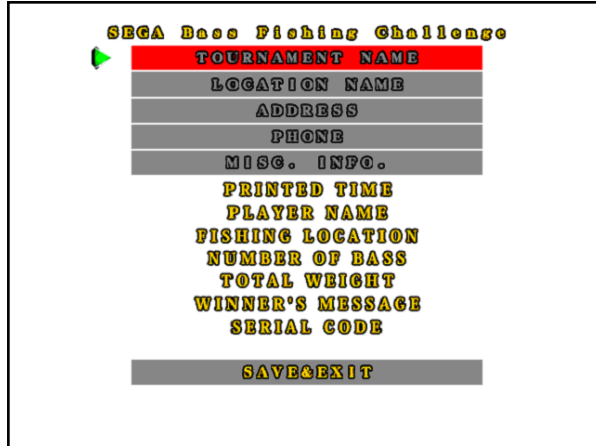 SEGA Bass Fishing Challenge
TOURNAMENT NAME
LOCATION NAME
ADDRESS
PHONE
MISC. INFO.
PRINTED TIME
PLAYER NAME
FISHING LOCATION
NUMBER OF BASS
TOTAL WEIGHT
WINNER'S MESSAGE
SERIAL CODE
SAVE&EXIT